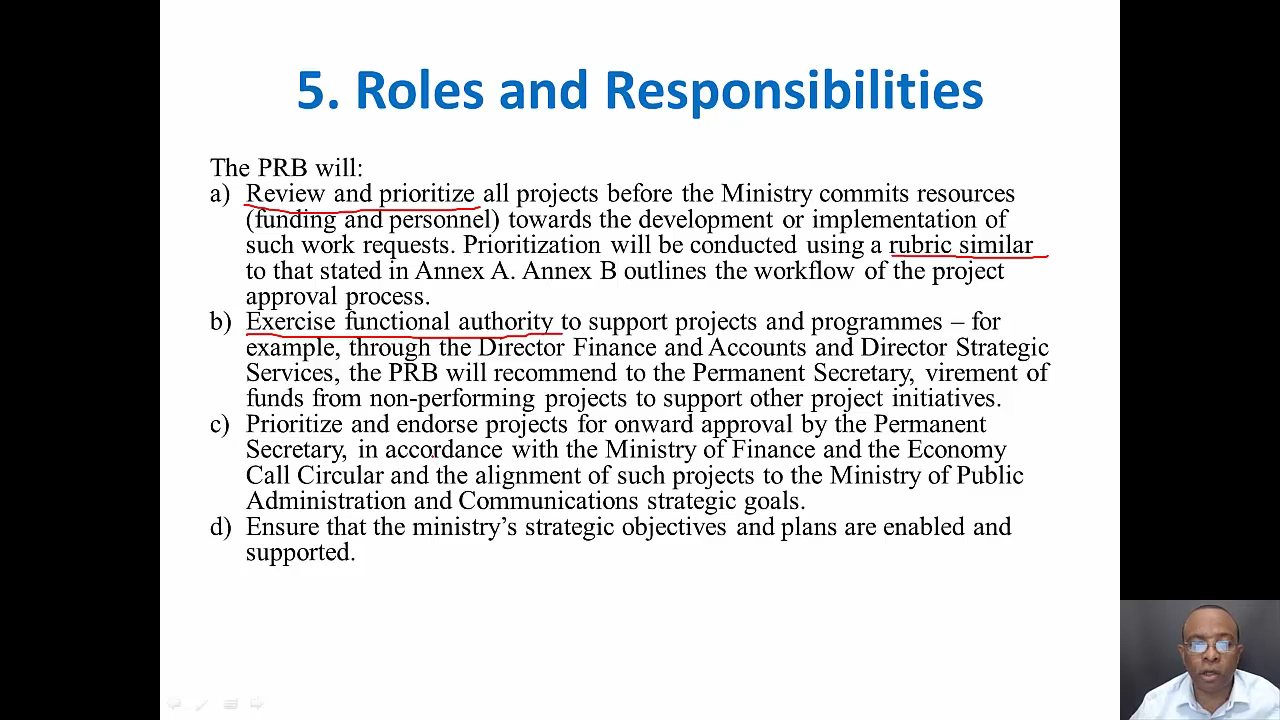 5. Roles and Responsibilities
The PRB will:
a) Review and prioritize all projects before the Ministry commits resources
(funding and personnel) towards the development or implementation of
such work requests. Prioritization will be conducted using a rubric similar
to that stated in Annex A. Annex B outlines the workflow of the project
approval process.
b) Exercise functional authority to support projects and programmes – for
example, through the Director Finance and Accounts and Director Strategic
Services, the PRB will recommend to the Permanent Secretary, virement of
funds from non-performing projects to support other project initiatives.
c) Prioritize and endorse projects for onward approval by the Permanent
Secretary, in accordance with the Ministry of Finance and the Economy
Call Circular and the alignment of such projects to the Ministry of Public
Administration and Communications strategic goals.
d) Ensure that the ministry’s strategic objectives and plans are enabled and
supported.